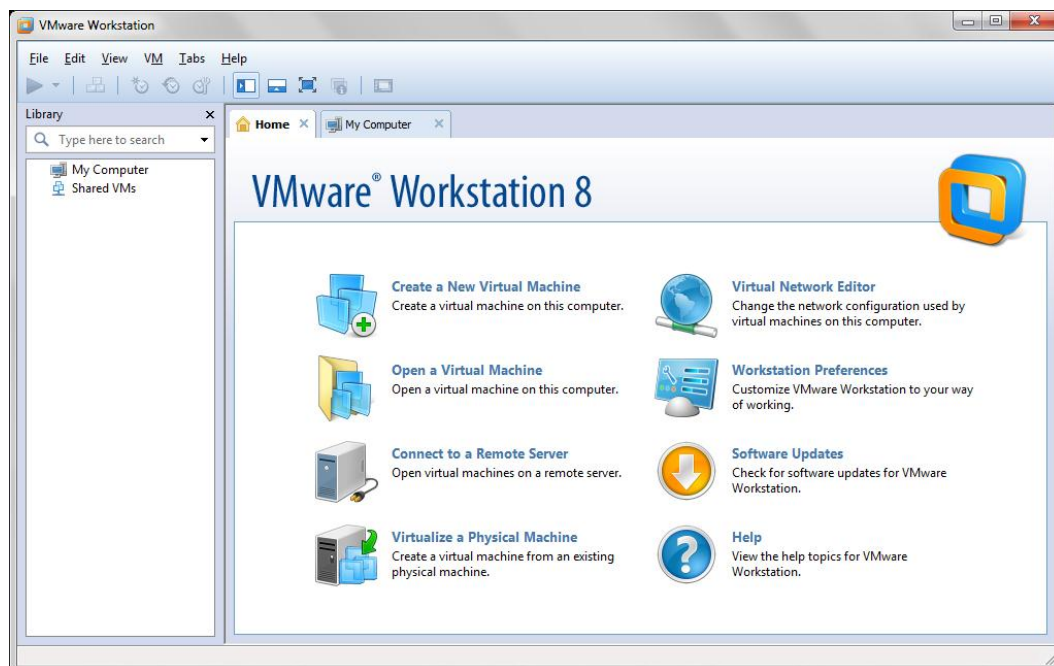 VMware Workstation
File Edit View VM Tabs Help
Library
Type here to search
My Computer
Shared VMs
Home
My Computer
VMware® Workstation 8
Create a New Virtual Machine
Create a virtual machine on this computer.
Open a Virtual Machine
Open a virtual machine on this computer.
Connect to a Remote Server
Open virtual machines on a remote server.
Virtualize a Physical Machine
Create a virtual machine from an existing
physical machine.
Virtual Network Editor
Change the network configuration used by
virtual machines on this computer.
Workstation Preferences
Customize VMware Workstation to your way
of working.
Software Updates
Check for software updates for VMware
Workstation.
Help
View the help topics for VMware
Workstation.